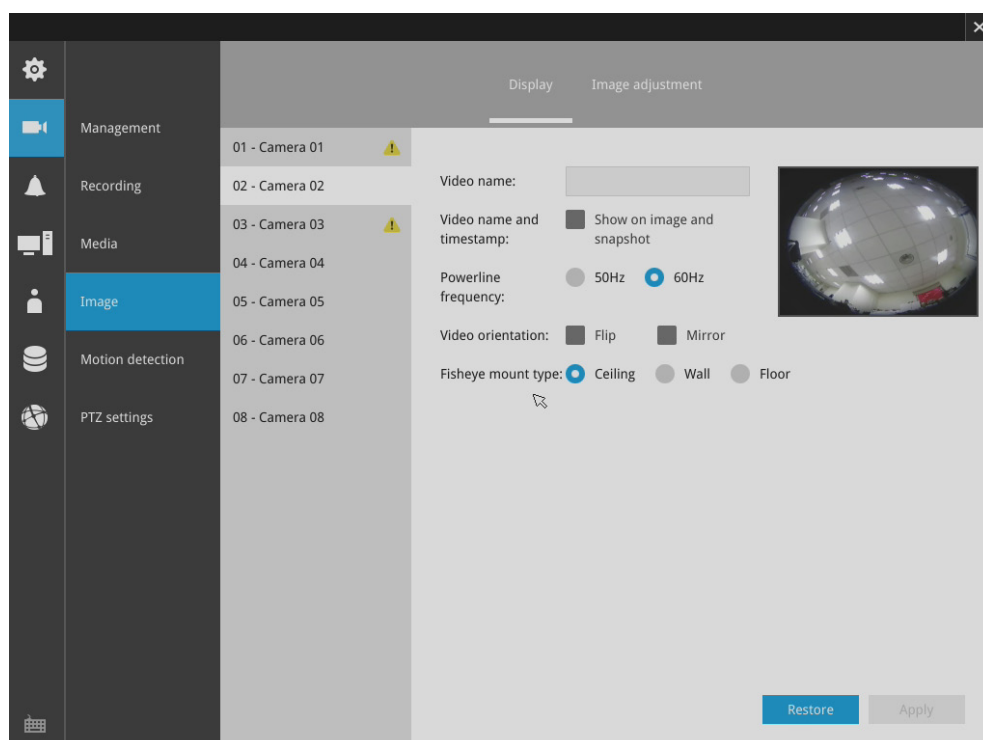 Display
Image adjustment
Management
Recording
Media
Image
Motion detection
PTZ settings
01 - Camera 01
02 - Camera 02
03 - Camera 03
04 - Camera 04
05 - Camera 05
06 - Camera 06
07 - Camera 07
08 - Camera 08
Video name:
Video name and
timestamp:
Show on image and
snapshot
Powerline
frequency:
50Hz
60Hz
Video orientation:
Flip
Mirror
Fisheye mount type:
Ceiling
Wall
Floor
Restore
Apply